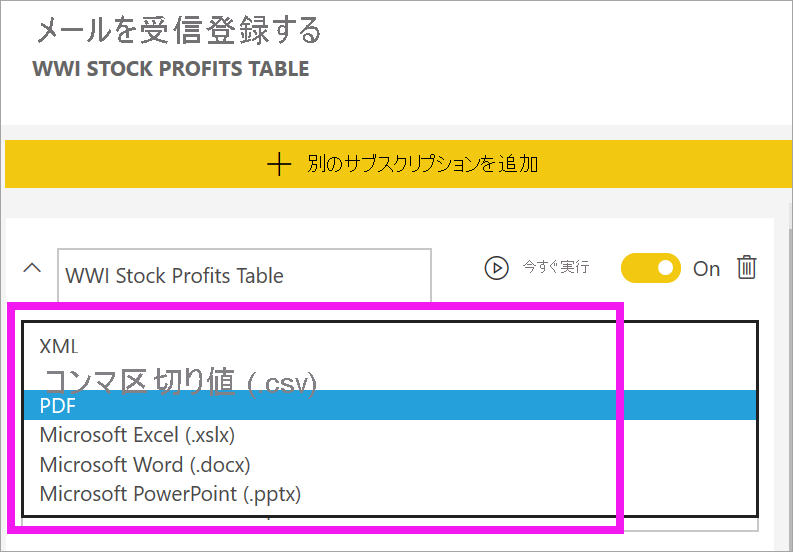 メールを受信登録する
WWI STOCK PROFITS TABLE
別のサブスクリプションを追加
WWI Stock Profits Table
今すぐ実行
On
XML
コンマ区切り値 (.csv)
PDF
Microsoft Excel (.xslx)
Microsoft Word (.docx)
Microsoft PowerPoint (.pptx)